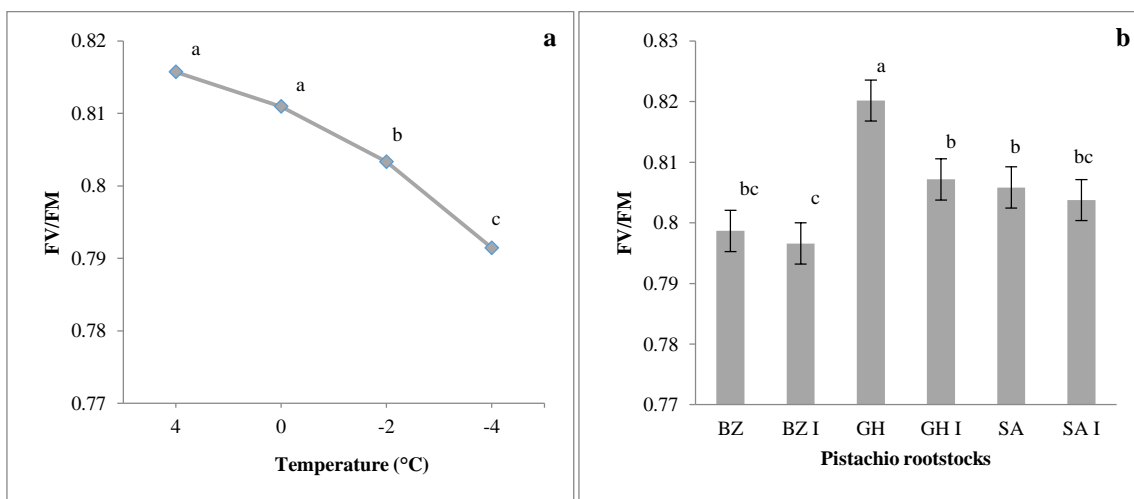 a
0.82
0.81
0.8
0.79
0.78
0.77
FV/FM
a
a
b
c
4 0 -2 -4
Temperature (°C)
b
0.83
0.82
0.81
0.8
0.79
0.78
0.77
FV/FM
bc
c
a
b
b
bc
BZ BZ I GH GH I SA SA I
Pistachio rootstocks